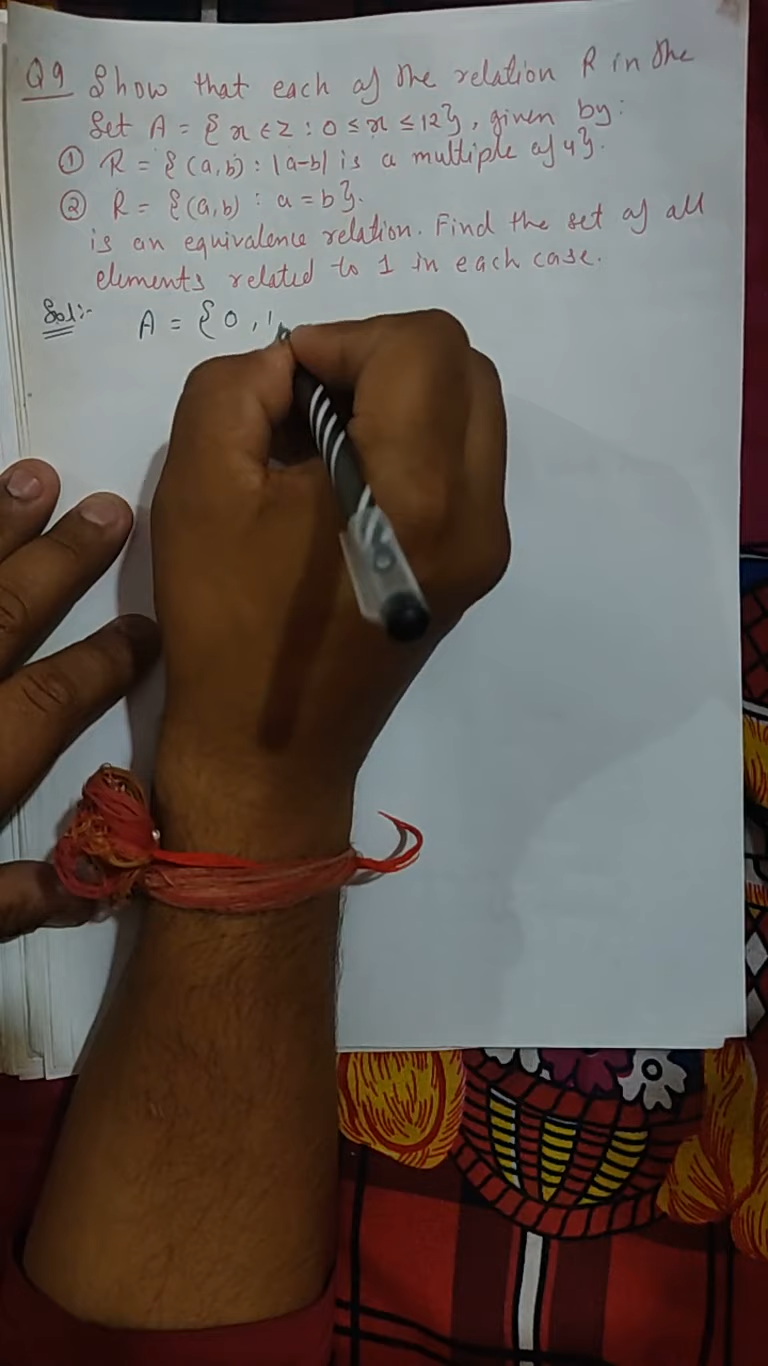 Q9 Show that each of the relation R in the
Set A = {x ∈ Z : 0 ≤ x ≤ 12}, given by:
① R = {(a,b) : |a-b| is a multiple of 4}.
② R = {(a,b) : a = b}.
is an equivalence relation. Find the set of all
elements related to 1 in each case.
Sol:- A = {0, 1,